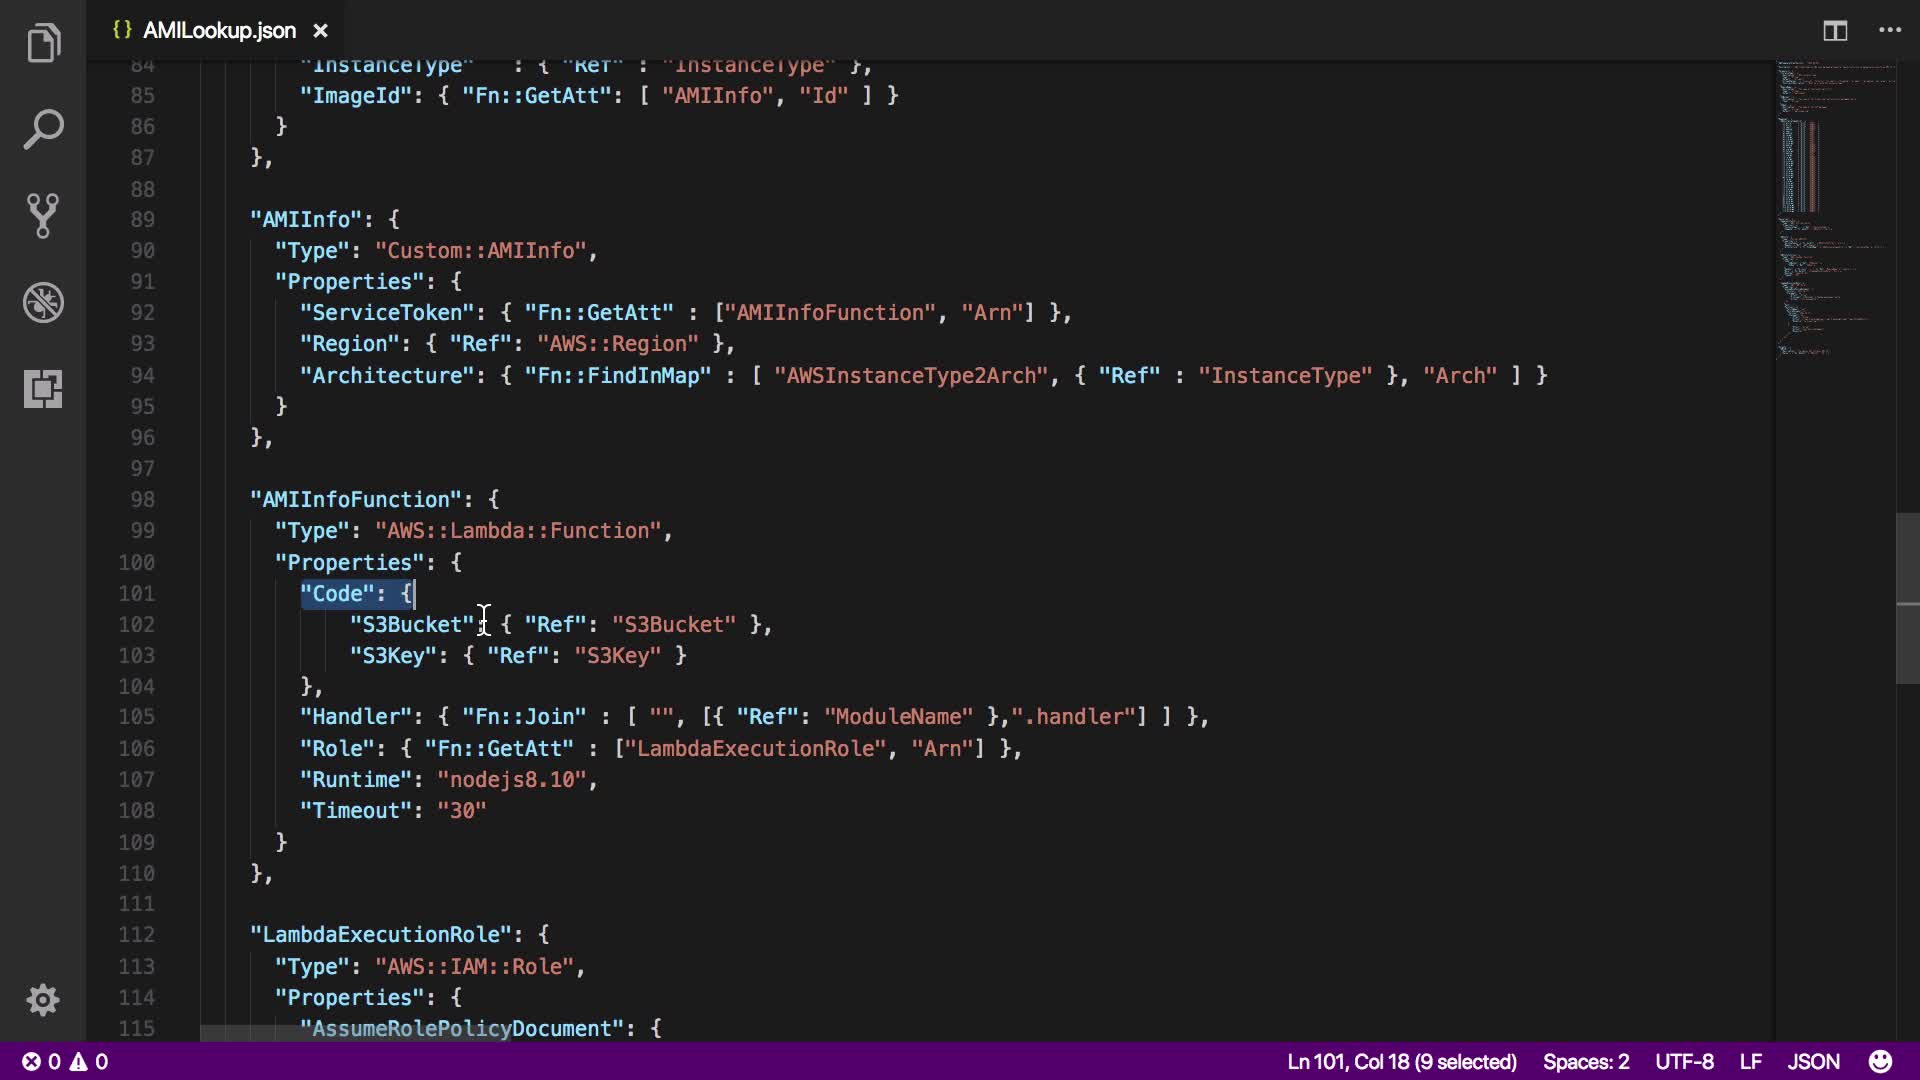 {} AMILookup.json ×
84 "InstanceType" : { "Ref" : "InstanceType" },
85 "ImageId": { "Fn::GetAtt": [ "AMIInfo", "Id" ] }
86 }
87 },
88
89 "AMIInfo": {
90 "Type": "Custom::AMIInfo",
91 "Properties": {
92 "ServiceToken": { "Fn::GetAtt" : ["AMIInfoFunction", "Arn"] },
93 "Region": { "Ref": "AWS::Region" },
94 "Architecture": { "Fn::FindInMap" : [ "AWSInstanceType2Arch", { "Ref" : "InstanceType" }, "Arch" ] }
95 }
96 },
97
98 "AMIInfoFunction": {
99 "Type": "AWS::Lambda::Function",
100 "Properties": {
101 "Code": {
102 "S3Bucket": { "Ref": "S3Bucket" },
103 "S3Key": { "Ref": "S3Key" }
104 },
105 "Handler": { "Fn::Join" : [ "", [{ "Ref": "ModuleName" },".handler"] ] },
106 "Role": { "Fn::GetAtt" : ["LambdaExecutionRole", "Arn"] },
107 "Runtime": "nodejs8.10",
108 "Timeout": "30"
109 }
110 },
111
112 "LambdaExecutionRole": {
113 "Type": "AWS::IAM::Role",
114 "Properties": {
115 "AssumeRolePolicyDocument": {
0 0 Ln 101, Col 18 (9 selected) Spaces: 2 UTF-8 LF JSON